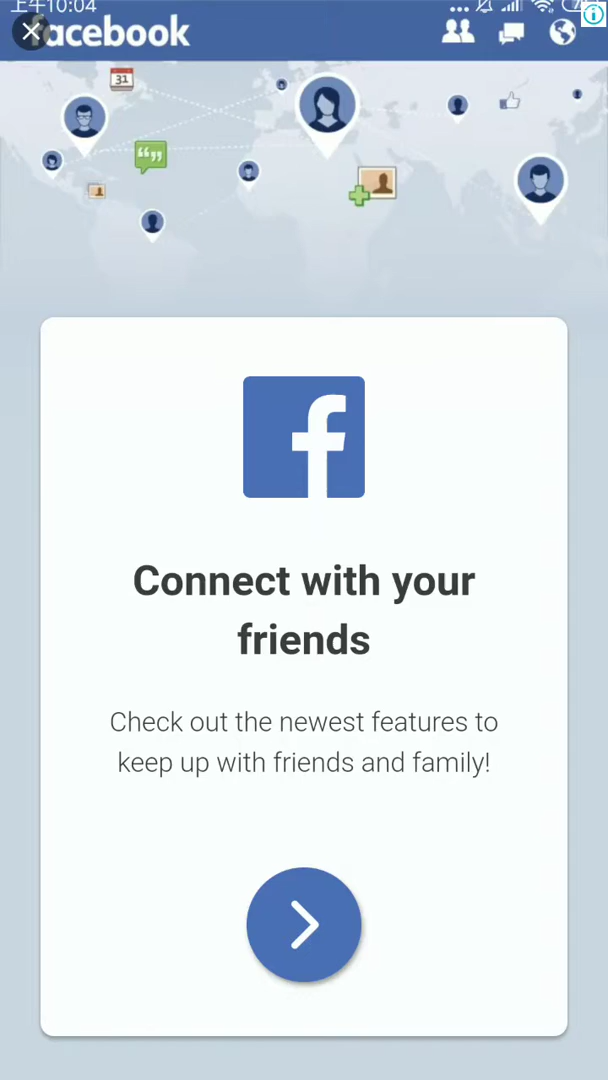 上午10:04
facebook
31
Connect with your
friends
Check out the newest features to
keep up with friends and family!